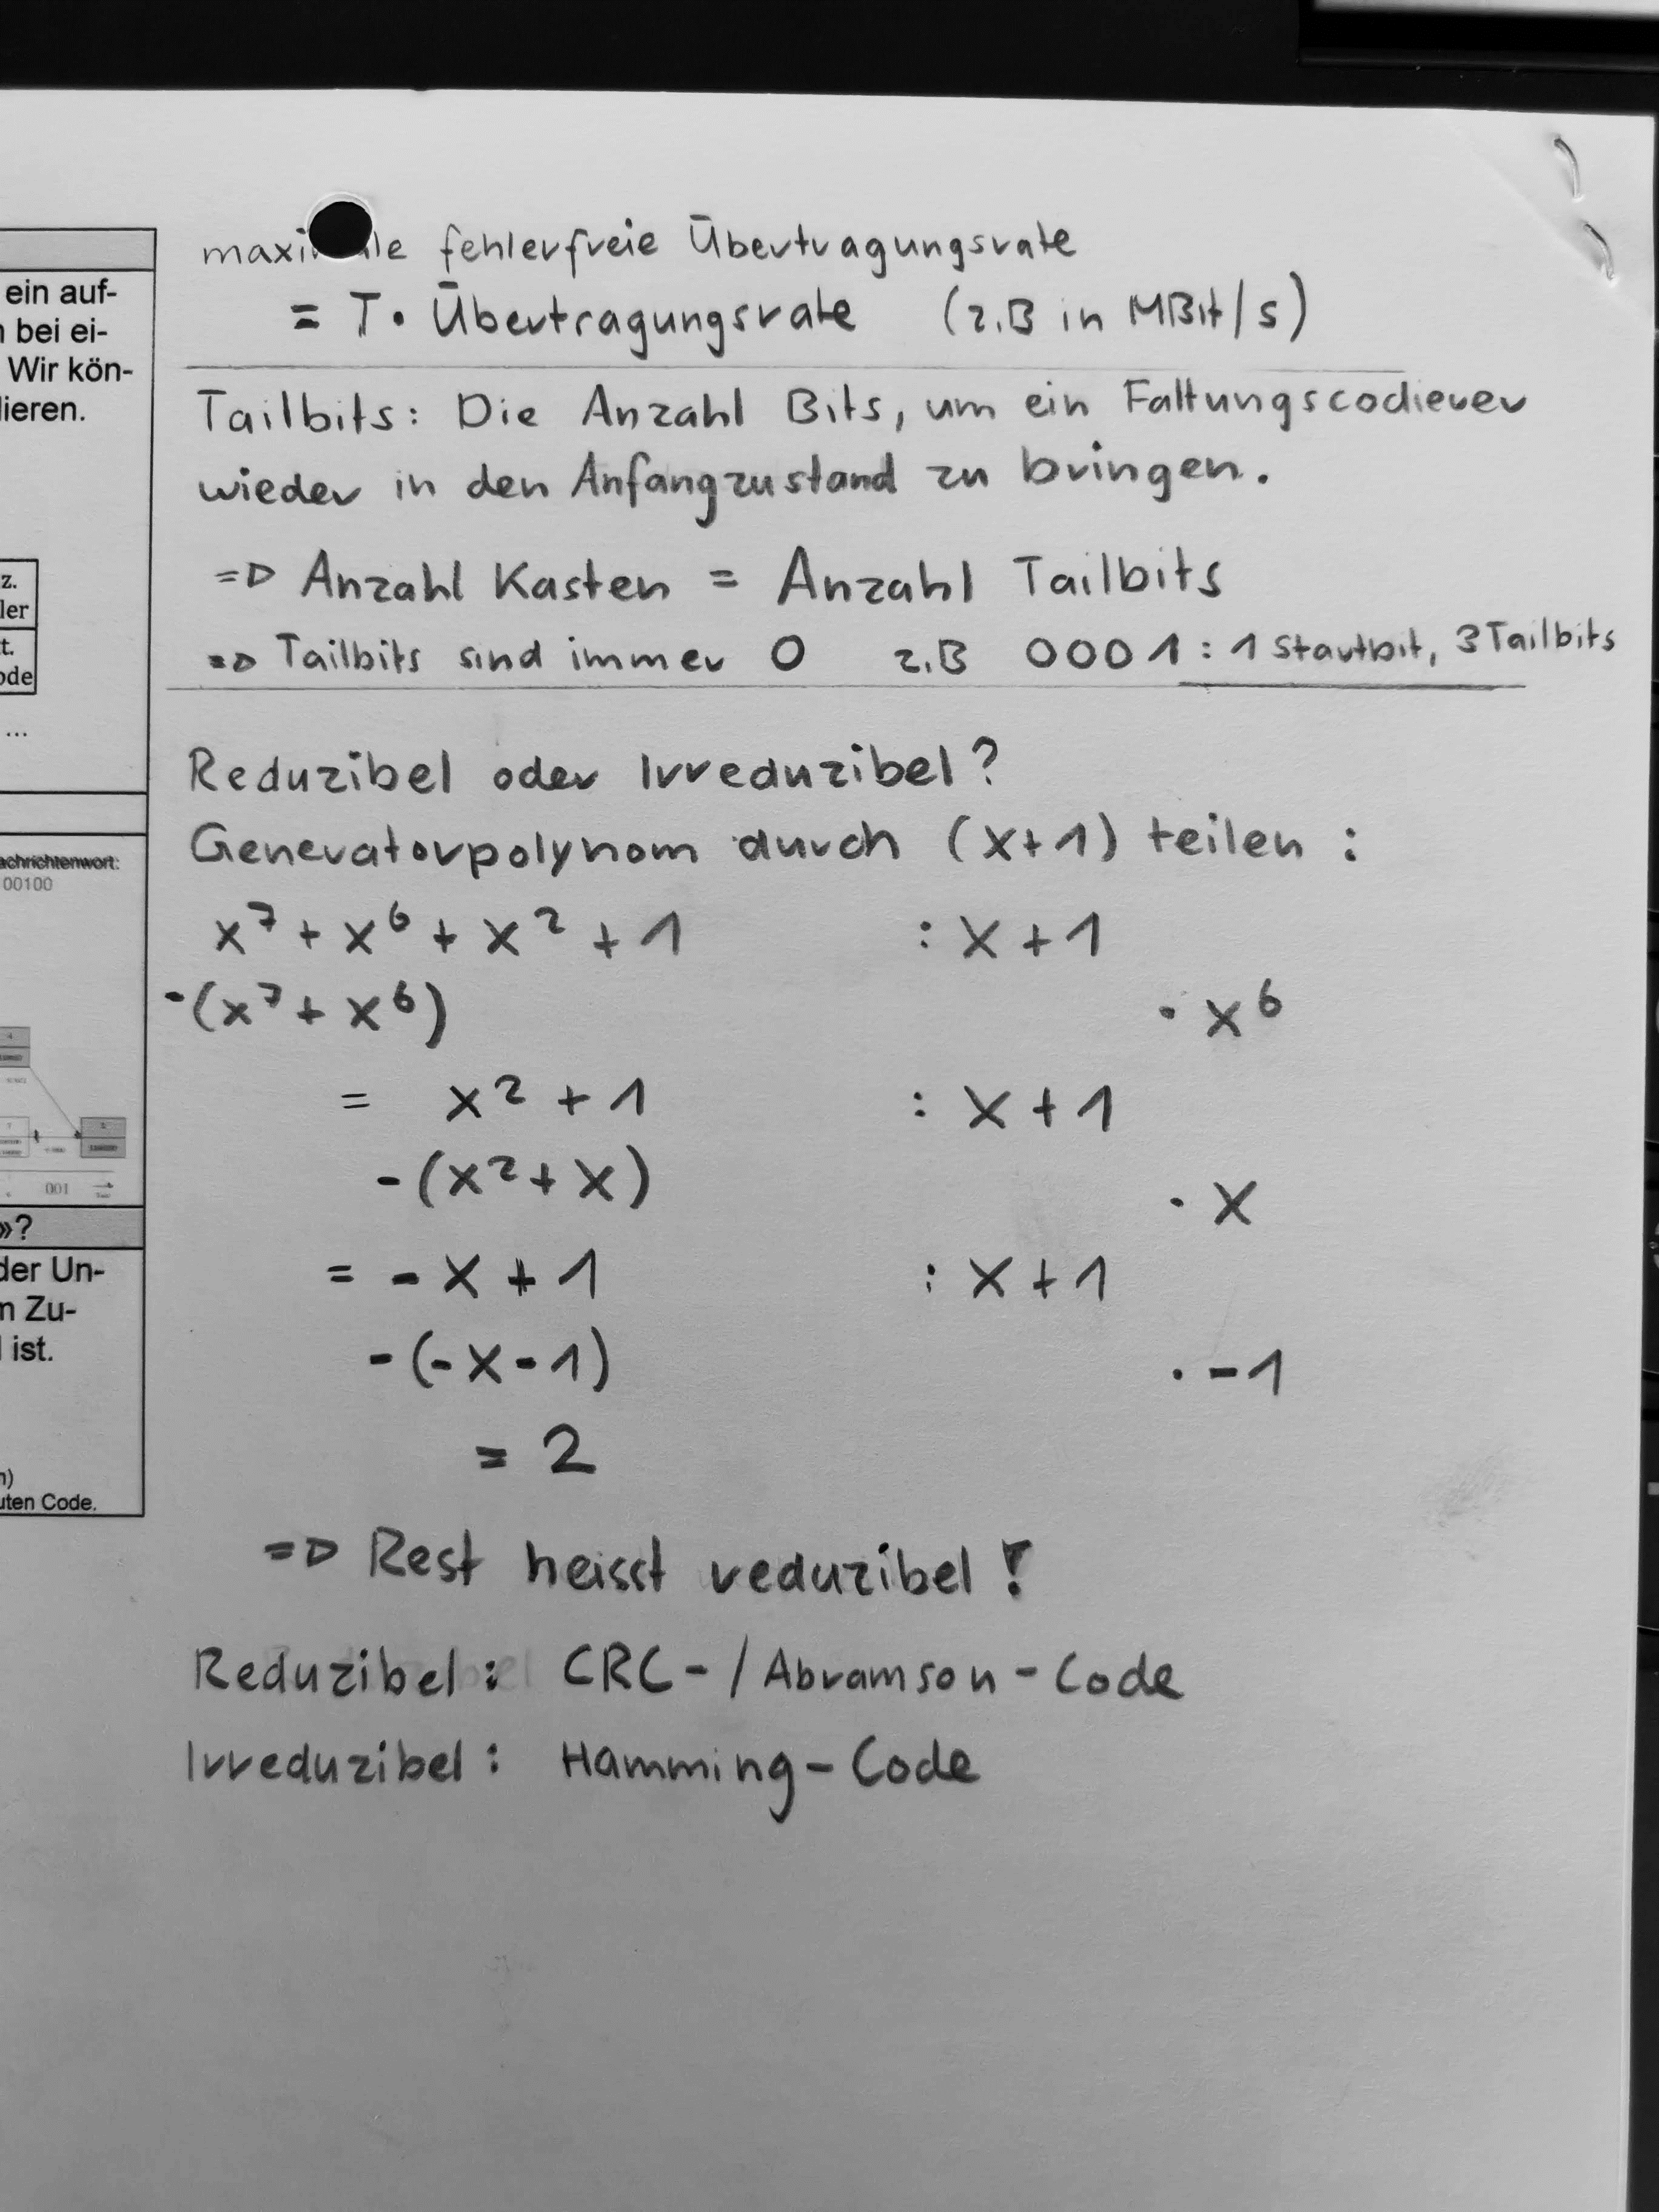 ein auf-
bei ei-
Wir kön-
lieren.
z.
ler
t.
ode
...
achrichtenwort:
00100
001
»?
der Un-
m Zu-
ist.
n)
uten Code.
maxi le fehlerfreie Übertragungsrate
= T • Übertragungsrate (z.B in MBit/s)
Tailbits: Die Anzahl Bits, um ein Faltungscodierer
wieder in den Anfangzustand zu bringen.
=> Anzahl Kasten = Anzahl Tailbits
=> Tailbits sind immer 0 z.B 0001 : 1 Startbit, 3 Tailbits
Reduzibel oder Irreduzibel?
Generatorpolynom durch (x+1) teilen :
x⁷ + x⁶ + x² + 1 : x + 1
-(x⁷ + x⁶) • x⁶
= x² + 1 : x + 1
-(x² + x) • x
= - x + 1 : x + 1
-(-x-1) • -1
= 2
=> Rest heisst reduzibel !
Reduzibel : CRC- / Abramson-Code
Irreduzibel : Hamming-Code